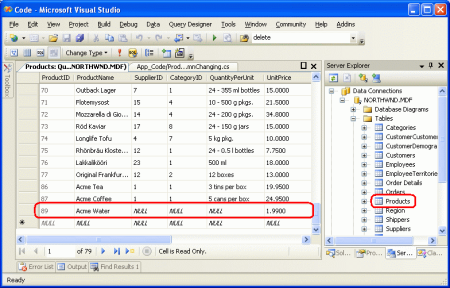 Code - Microsoft Visual Studio
File Edit View Project Build Debug Data Query Designer Tools Window Community Help Addins
delete
Change Type
Products: Qu...NORTHWND.MDF) App_Code/Prod...mnChanging.cs
ProductID ProductName SupplierID CategoryID QuantityPerUnit UnitPrice
70 Outback Lager 7 1 24 - 355 ml bottles 15.0000
71 Flotemysost 15 4 10 - 500 g pkgs. 21.5000
72 Mozzarella di Gio... 14 4 24 - 200 g pkgs. 34.8000
73 Röd Kaviar 17 8 24 - 150 g jars 15.0000
74 Longlife Tofu 4 7 5 kg pkg. 10.0000
75 Rhönbräu Kloste... 12 1 24 - 0.5 l bottles 7.7500
76 Lakkalikööri 23 1 500 ml 18.0000
77 Original Frankfur... 12 2 12 boxes 13.0000
86 Acme Tea 1 1 3 tins per box 19.9500
87 Acme Coffee 1 1 5 cans per box 24.9500
89 Acme Water NULL NULL NULL 1.9900
NULL NULL NULL NULL NULL NULL
1 of 79 Cell is Read Only.
Error List Output Find Results 1
Ready
Toolbox
Server Explorer
Data Connections
NORTHWND.MDF
Database Diagrams
Tables
Categories
CustomerCustomer
CustomerDemogra
Customers
Employees
EmployeeTerritorie
Order Details
Orders
Products
Region
Shippers
Suppliers
Sol... Pro... Ser... Cla...